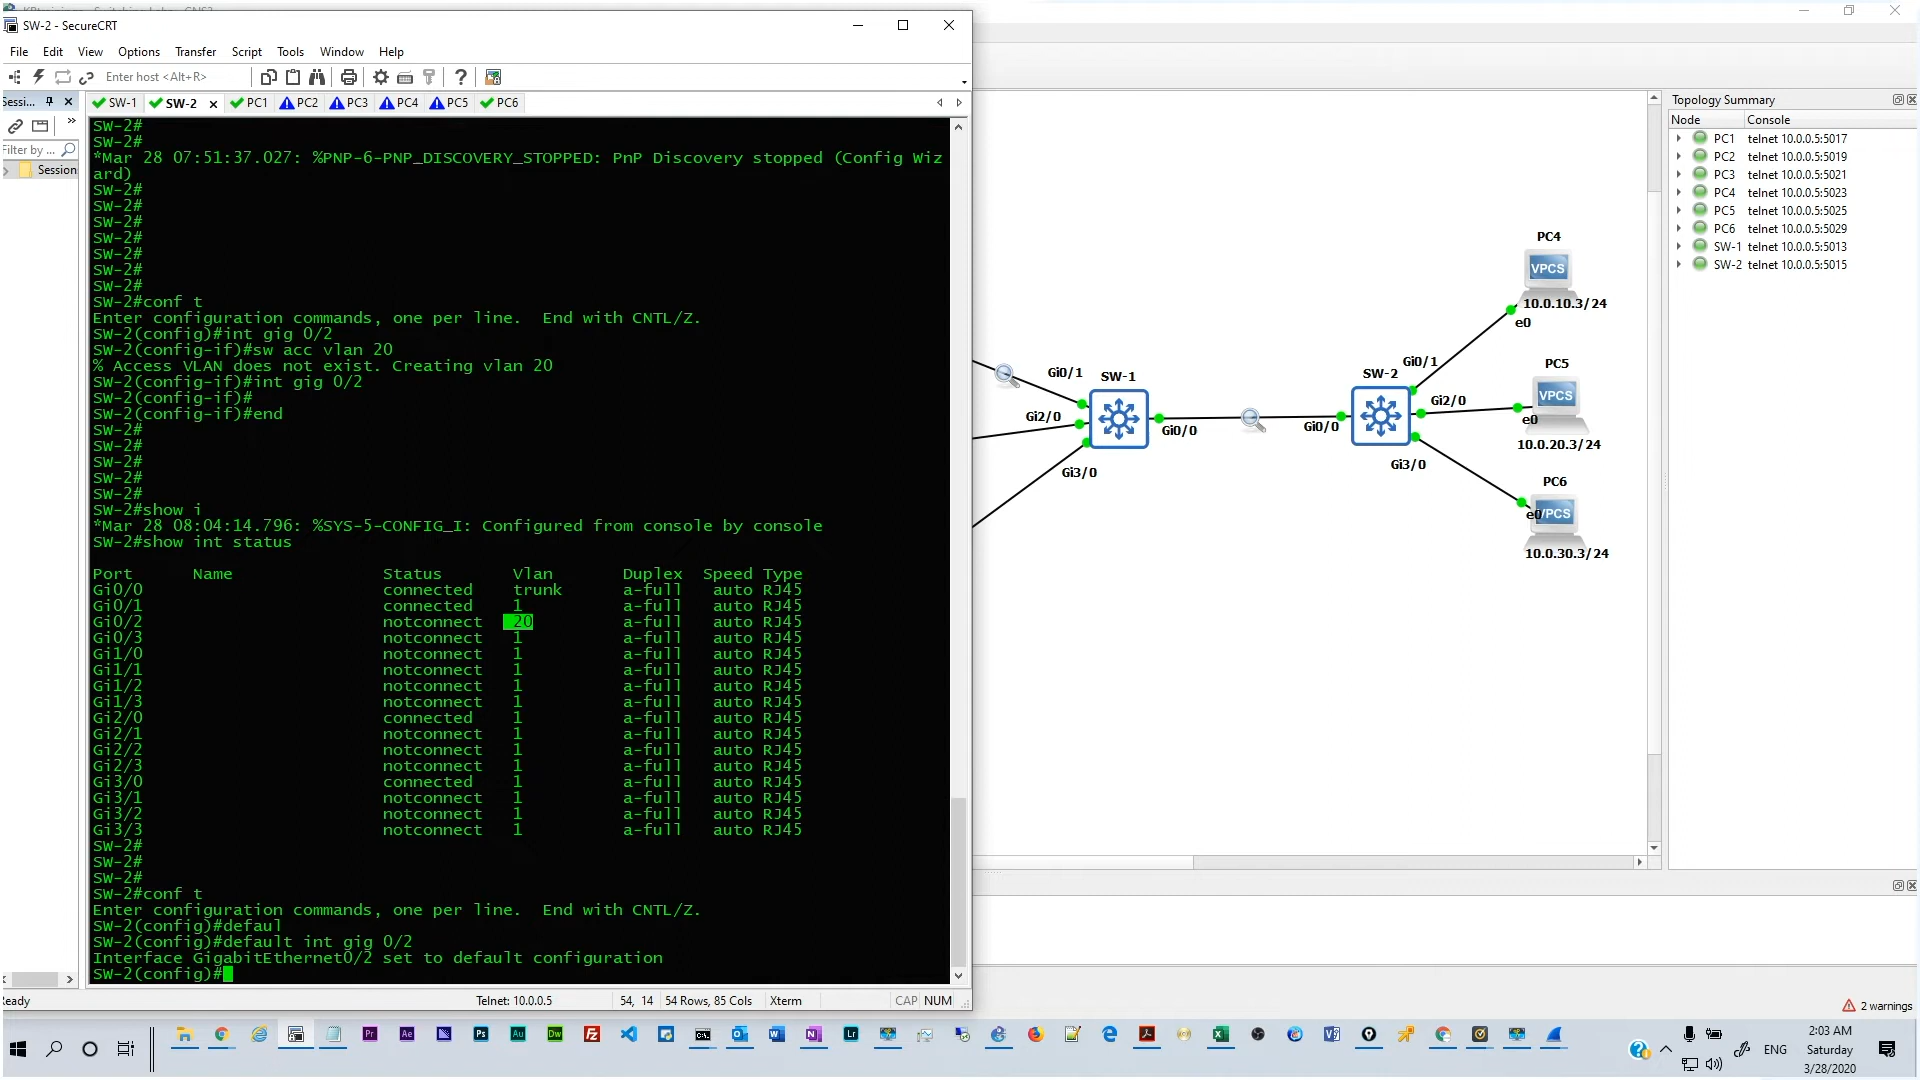 SW-2 - SecureCRT
File Edit View Options Transfer Script Tools Window Help
Enter host <Alt+R>
Sessi...
SW-1 SW-2 PC1 PC2 PC3 PC4 PC5 PC6
Filter by ...
Session
SW-2#
SW-2#
*Mar 28 07:51:37.027: %PNP-6-PNP_DISCOVERY_STOPPED: PnP Discovery stopped (Config Wiz
ard)
SW-2#
SW-2#
SW-2#
SW-2#
SW-2#
SW-2#
SW-2#
SW-2#conf t
Enter configuration commands, one per line.  End with CNTL/Z.
SW-2(config)#int gig 0/2
SW-2(config-if)#sw acc vlan 20
% Access VLAN does not exist. Creating vlan 20
SW-2(config-if)#int gig 0/2
SW-2(config-if)#
SW-2(config-if)#end
SW-2#
SW-2#
SW-2#
SW-2#
SW-2#
SW-2#show i
*Mar 28 08:04:14.796: %SYS-5-CONFIG_I: Configured from console by console
SW-2#show int status
Port Name Status Vlan Duplex Speed Type
Gi0/0 connected trunk a-full auto RJ45
Gi0/1 connected 1 a-full auto RJ45
Gi0/2 notconnect 20 a-full auto RJ45
Gi0/3 notconnect 1 a-full auto RJ45
Gi1/0 notconnect 1 a-full auto RJ45
Gi1/1 notconnect 1 a-full auto RJ45
Gi1/2 notconnect 1 a-full auto RJ45
Gi1/3 notconnect 1 a-full auto RJ45
Gi2/0 connected 1 a-full auto RJ45
Gi2/1 notconnect 1 a-full auto RJ45
Gi2/2 notconnect 1 a-full auto RJ45
Gi2/3 notconnect 1 a-full auto RJ45
Gi3/0 connected 1 a-full auto RJ45
Gi3/1 notconnect 1 a-full auto RJ45
Gi3/2 notconnect 1 a-full auto RJ45
Gi3/3 notconnect 1 a-full auto RJ45
SW-2#
SW-2#
SW-2#
SW-2#conf t
Enter configuration commands, one per line.  End with CNTL/Z.
SW-2(config)#defaul
SW-2(config)#default int gig 0/2
Interface GigabitEthernet0/2 set to default configuration
SW-2(config)#
Ready
Telnet: 10.0.0.5 54, 14 54 Rows, 85 Cols Xterm CAP NUM
PC4
VPCS
10.0.10.3/24
e0
Gi0/1
PC5
Gi0/1 SW-1
SW-2
VPCS
Gi2/0
Gi2/0
e0
Gi0/0
Gi0/0
10.0.20.3/24
Gi3/0
Gi3/0
PC6
e0 VPCS
10.0.30.3/24
Topology Summary
Node Console
PC1 telnet 10.0.0.5:5017
PC2 telnet 10.0.0.5:5019
PC3 telnet 10.0.0.5:5021
PC4 telnet 10.0.0.5:5023
PC5 telnet 10.0.0.5:5025
PC6 telnet 10.0.0.5:5029
SW-1 telnet 10.0.0.5:5013
SW-2 telnet 10.0.0.5:5015
2 warnings
Pr Ae Ps Au Dw Fz Lr
ENG
2:03 AM
Saturday
3/28/2020